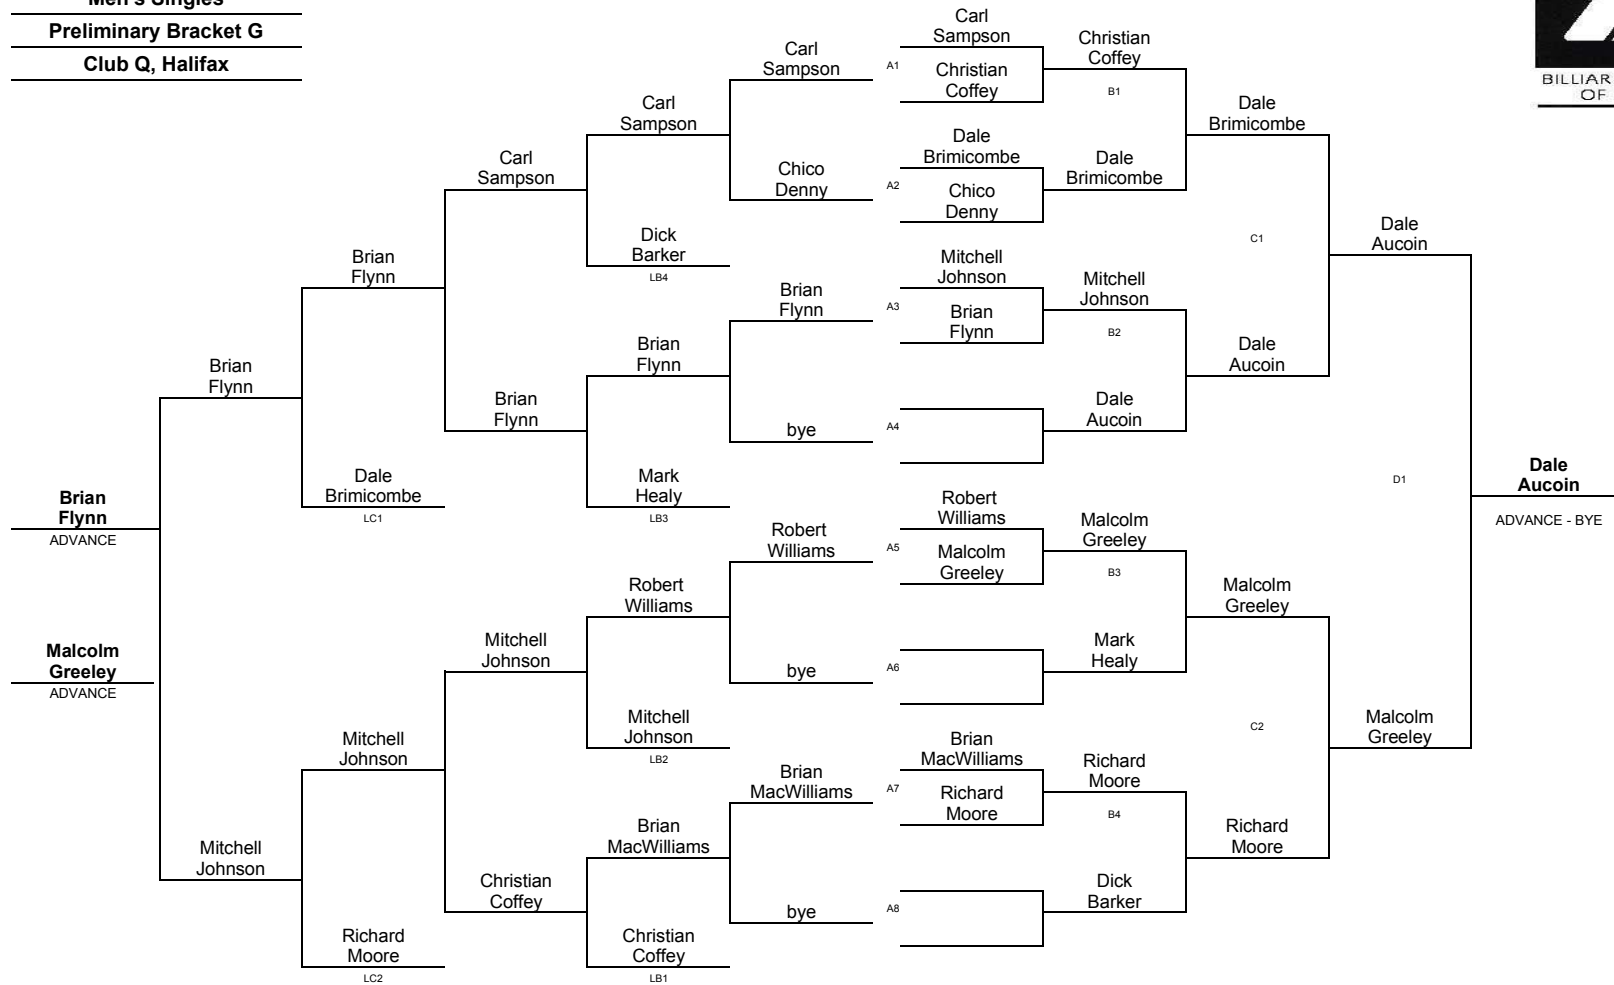 Men's Singles
Preliminary Bracket G
Club Q, Halifax
BILLIAR
OF
Carl
Sampson
Christian
Coffey
Carl
Sampson
A1
Christian
Coffey
B1
Carl
Sampson
Dale
Brimicombe
Dale
Brimicombe
Dale
Brimicombe
Carl
Sampson
Chico
Denny
A2
Chico
Denny
Dale
Aucoin
C1
Dick
Barker
LB4
Brian
Flynn
Mitchell
Johnson
Mitchell
Johnson
Brian
Flynn
A3
Brian
Flynn
B2
Brian
Flynn
Dale
Aucoin
Brian
Flynn
Brian
Flynn
Dale
Aucoin
bye
A4
Dale
Brimicombe
LC1
Mark
Healy
LB3
D1
Dale
Aucoin
ADVANCE - BYE
Brian
Flynn
ADVANCE
Robert
Williams
Malcolm
Greeley
Robert
Williams
A5
Malcolm
Greeley
B3
Robert
Williams
Malcolm
Greeley
Malcolm
Greeley
ADVANCE
Mitchell
Johnson
Mark
Healy
bye
A6
Mitchell
Johnson
LB2
C2
Malcolm
Greeley
Mitchell
Johnson
Brian
MacWilliams
Richard
Moore
Brian
MacWilliams
A7
Richard
Moore
B4
Brian
MacWilliams
Richard
Moore
Mitchell
Johnson
Christian
Coffey
Dick
Barker
bye
A8
Richard
Moore
LC2
Christian
Coffey
LB1